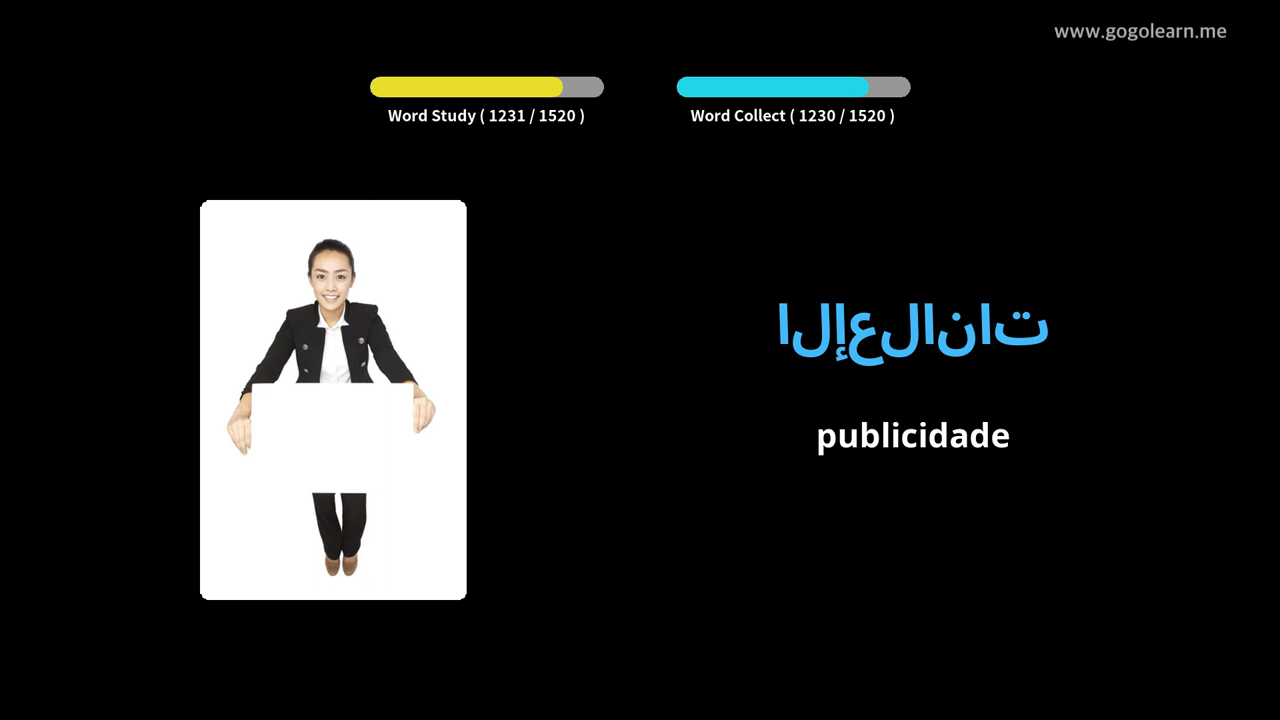 www.gogolearn.me
Word Study ( 1231 / 1520 )
Word Collect ( 1230 / 1520 )
الإعلانات
publicidade